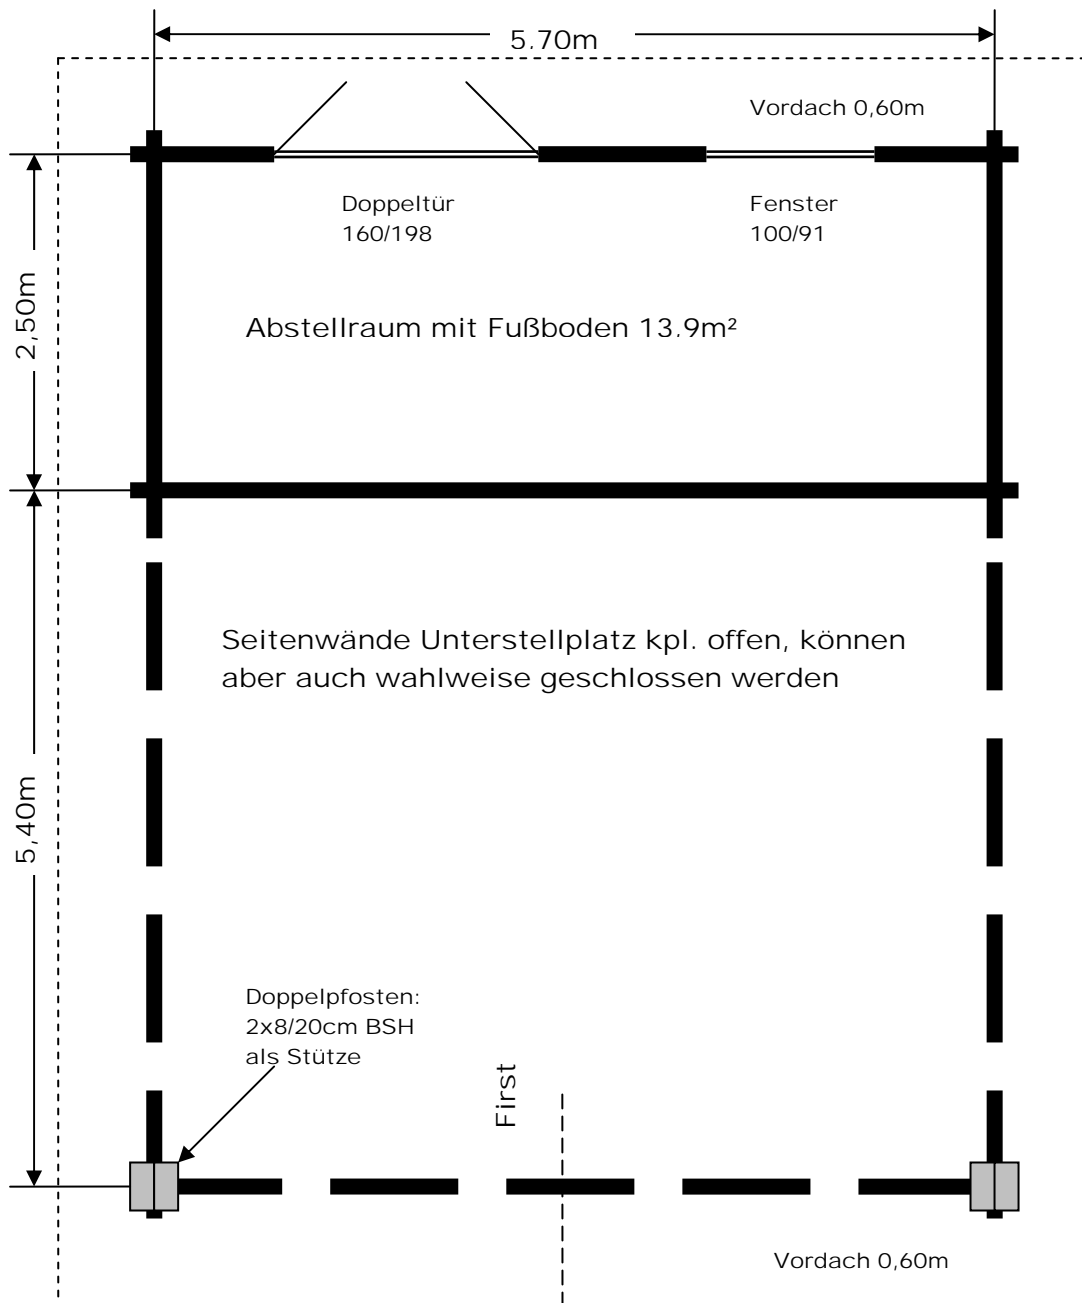 5.70m
Vordach 0,60m
Doppeltür
160/198
Fenster
100/91
2,50m
Abstellraum mit Fußboden 13.9m²
Seitenwände Unterstellplatz kpl. offen, können
aber auch wahlweise geschlossen werden
5,40m
Doppelpfosten:
2x8/20cm BSH
als Stütze
First
Vordach 0,60m